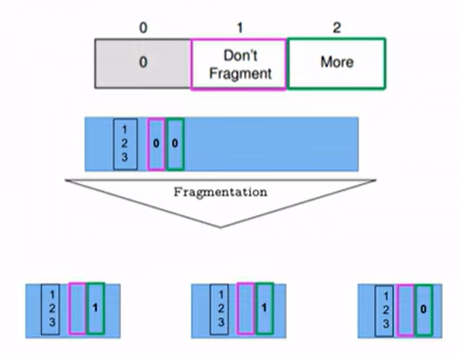 0 1 2
0 Don't Fragment More
1 2 3 0 0
Fragmentation
1 2 3 1
1 2 3 1
1 2 3 0